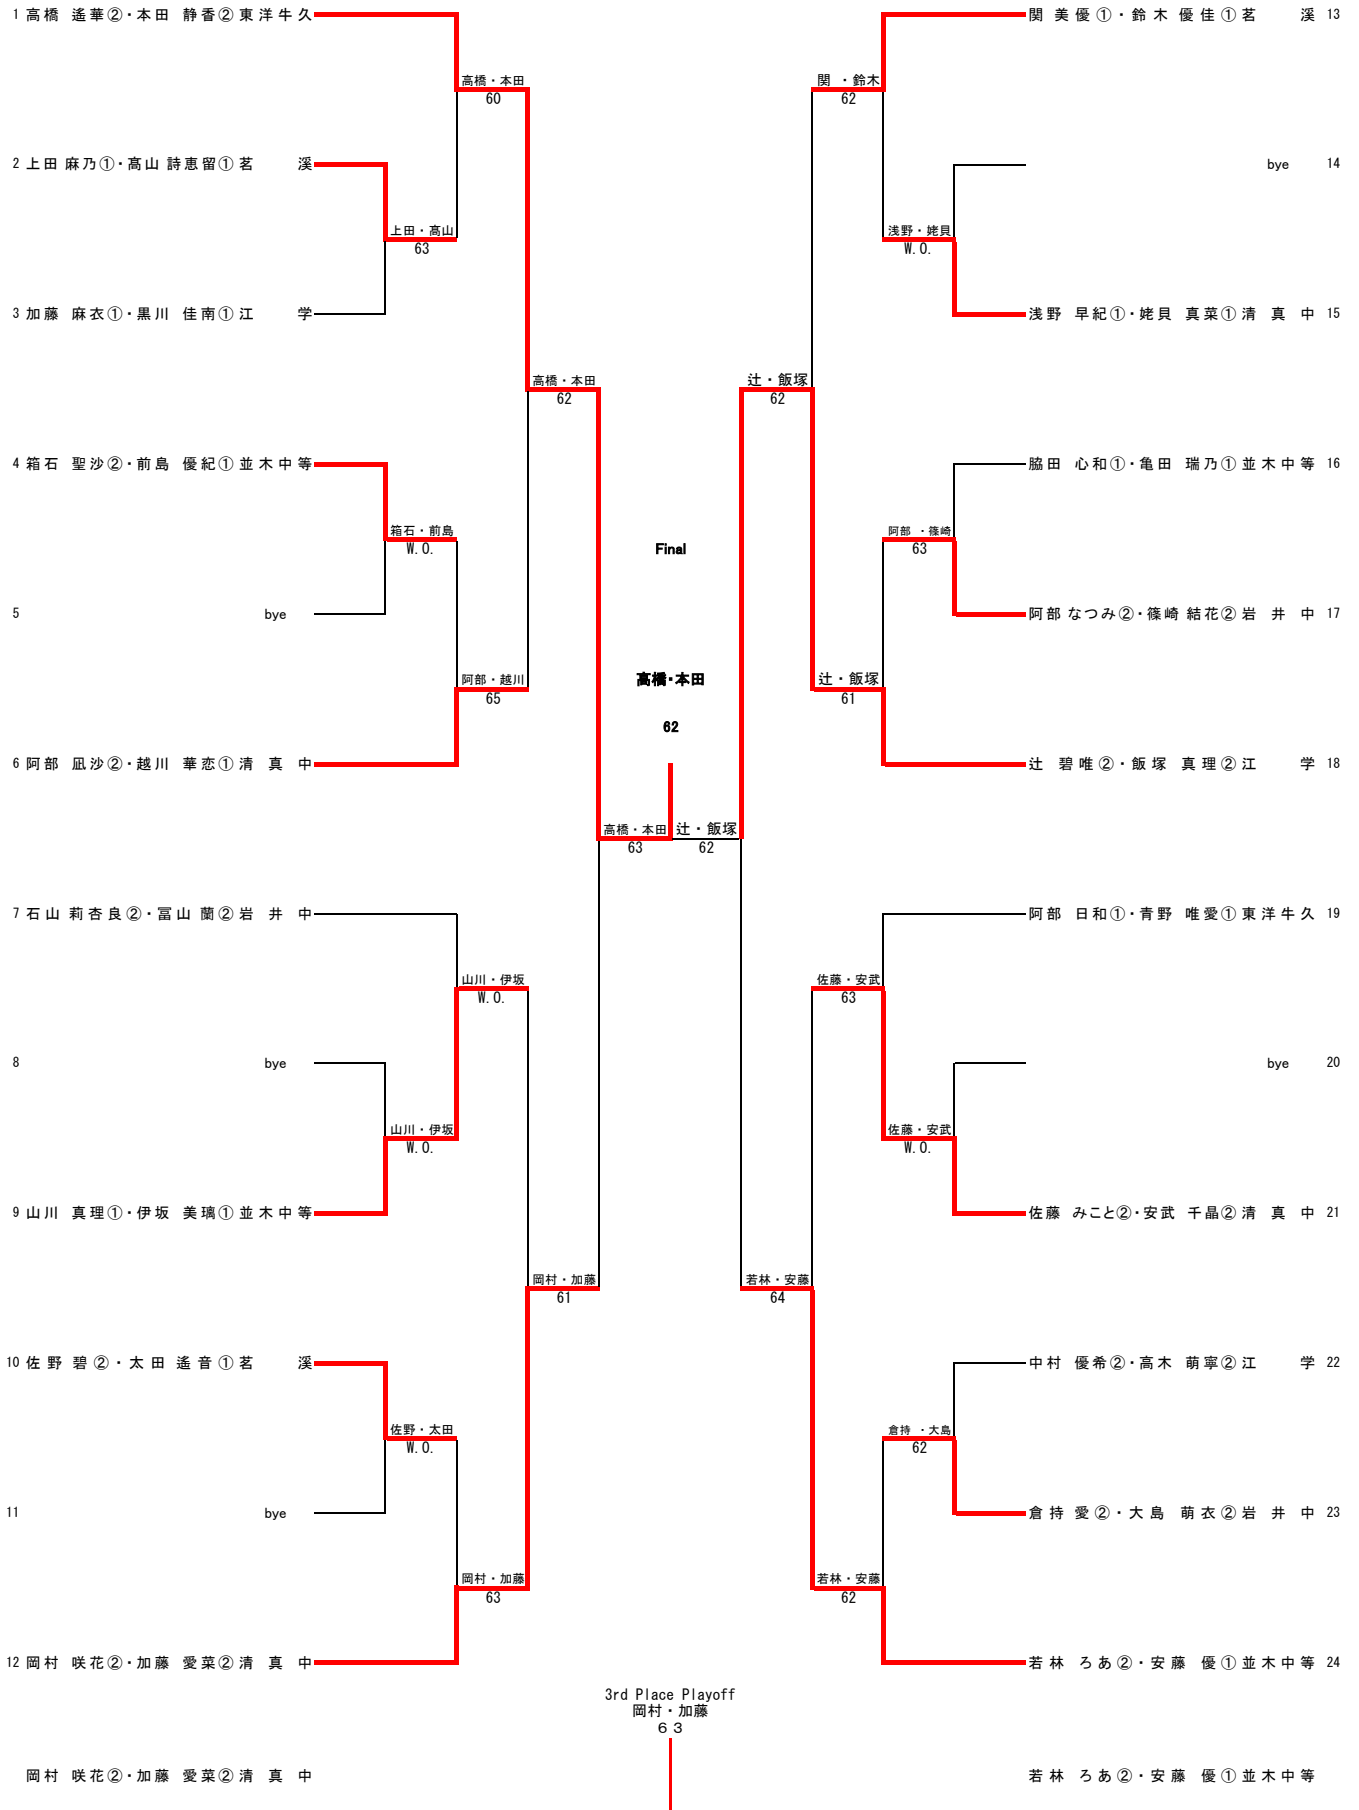 1 高橋 遙華②・本田 静香② 東洋牛久
高橋・本田
60
2 上田 麻乃①・髙山 詩恵留① 茗 溪
上田・髙山
63
3 加藤 麻衣①・黒川 佳南① 江 学
高橋・本田
62
4 箱石 聖沙②・前島 優紀① 並木中等
箱石・前島
W.O.
5 bye
阿部・越川
65
6 阿部 凪沙②・越川 華恋① 清 真 中
高橋・本田
63
7 石山 莉杏良②・冨山 蘭② 岩 井 中
山川・伊坂
W.O.
8 bye
山川・伊坂
W.O.
9 山川 真理①・伊坂 美璃① 並木中等
岡村・加藤
61
10 佐野 碧②・太田 遙音① 茗 溪
佐野・太田
W.O.
11 bye
岡村・加藤
63
12 岡村 咲花②・加藤 愛菜② 清 真 中
Final
高橋・本田
62
関 美優①・鈴木優佳① 茗 溪 13
関 ・鈴木
62
bye 14
浅野・姥貝
W.O.
浅野 早紀①・姥貝 真菜① 清 真 中 15
辻・飯塚
62
脇田 心和①・亀田 瑞乃① 並木中等 16
阿部 ・篠崎
63
阿部 なつみ②・篠崎 結花② 岩 井 中 17
辻・飯塚
61
辻 碧唯②・飯塚 真理② 江 学 18
辻・飯塚
62
阿部 日和①・青野 唯愛① 東洋牛久 19
佐藤・安武
63
bye 20
佐藤・安武
W.O.
佐藤 みこと②・安武 千晶② 清 真 中 21
若林・安藤
64
中村 優希②・高木 萌寧② 江 学 22
倉持 ・大島
62
倉持 愛②・大島 萌衣② 岩 井 中 23
若林・安藤
62
若林 ろあ②・安藤 優① 並木中等 24
3rd Place Playoff
岡村・加藤
６３
岡村 咲花②・加藤 愛菜② 清 真 中
若林 ろあ②・安藤 優① 並木中等